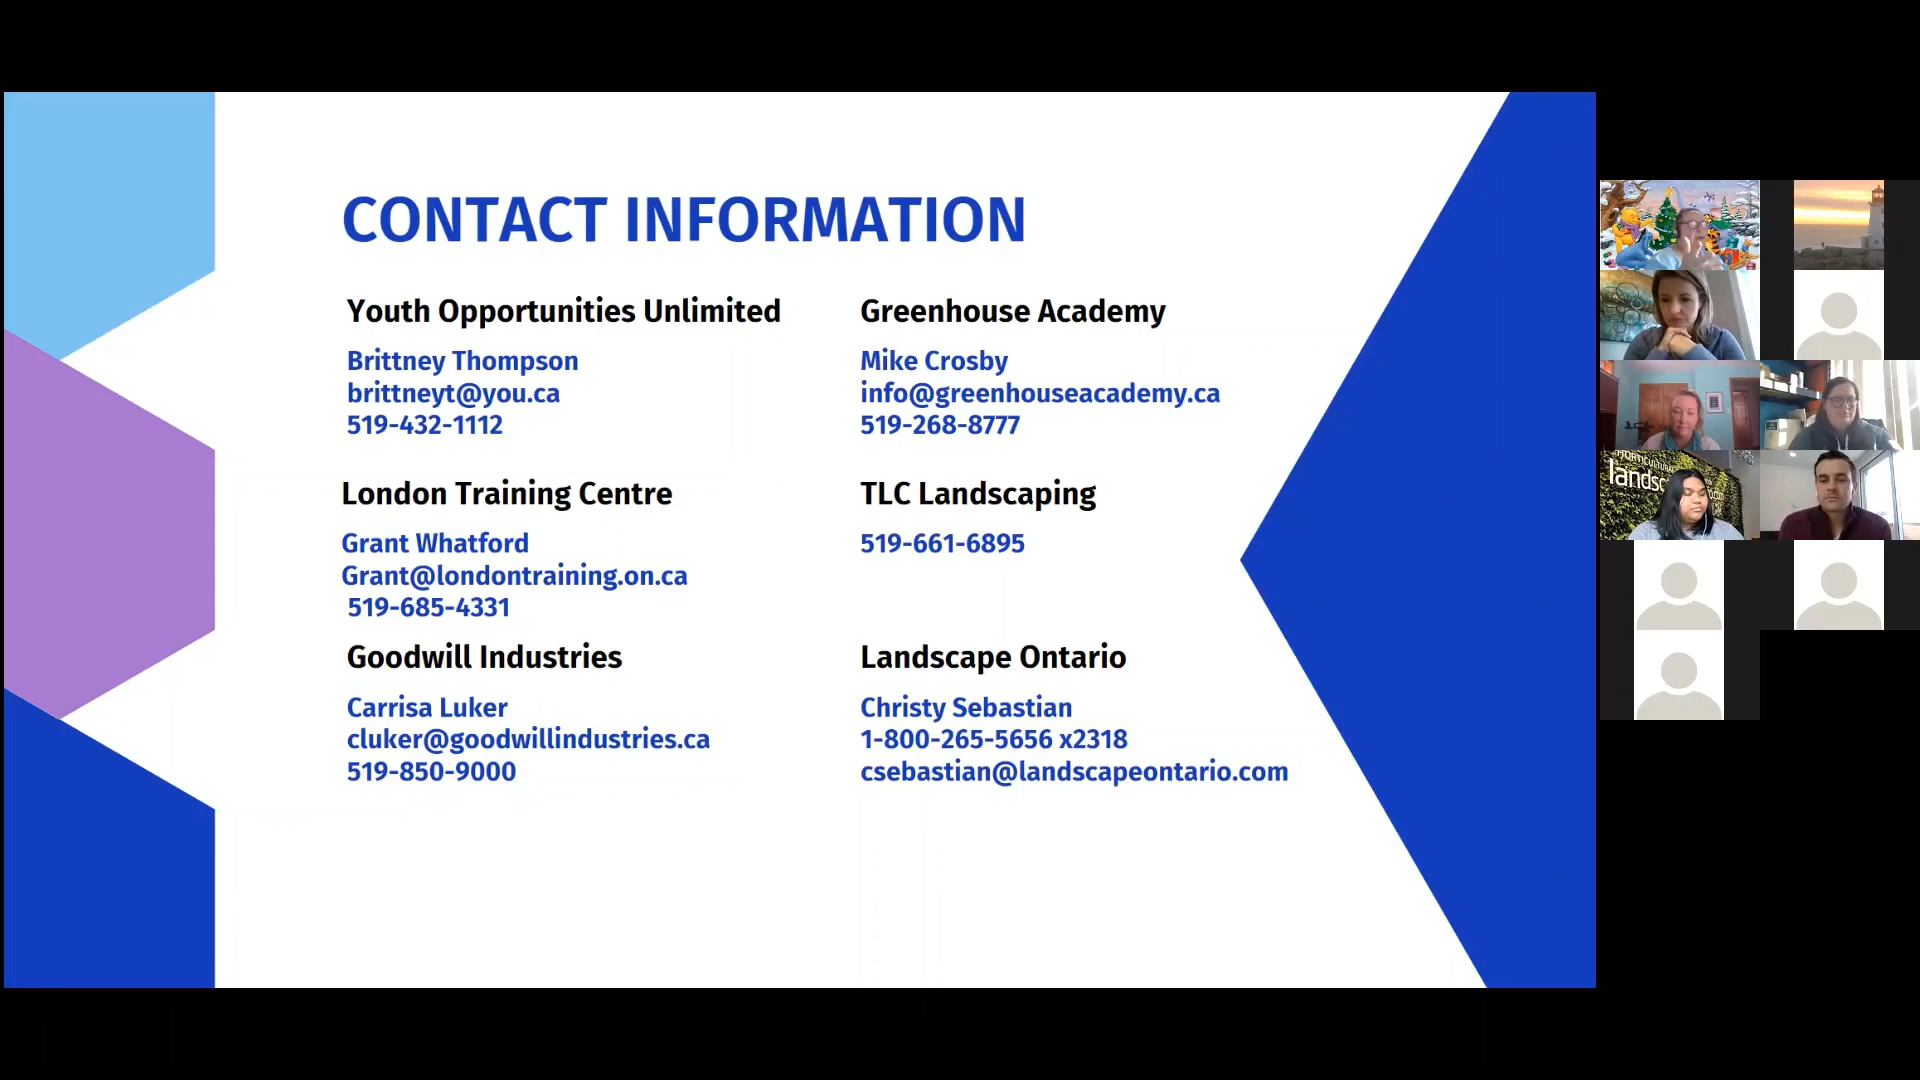 CONTACT INFORMATION
Youth Opportunities Unlimited
Brittney Thompson
brittneyt@you.ca
519-432-1112
Greenhouse Academy
Mike Crosby
info@greenhouseacademy.ca
519-268-8777
London Training Centre
Grant Whatford
Grant@londontraining.on.ca
519-685-4331
TLC Landscaping
519-661-6895
Goodwill Industries
Carrisa Luker
cluker@goodwillindustries.ca
519-850-9000
Landscape Ontario
Christy Sebastian
1-800-265-5656 x2318
csebastian@landscapeontario.com